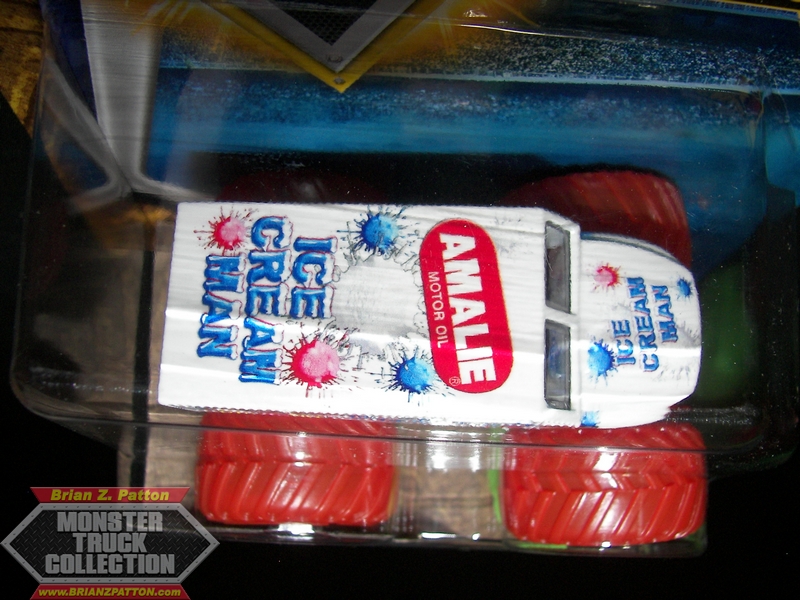 ICE
CREAM
MAN
AMALIE
MOTOR OIL
®
ICE
CREAM
MAN
Brian Z. Patton
MONSTER
TRUCK
COLLECTION
www.BRIANZPATTON.com